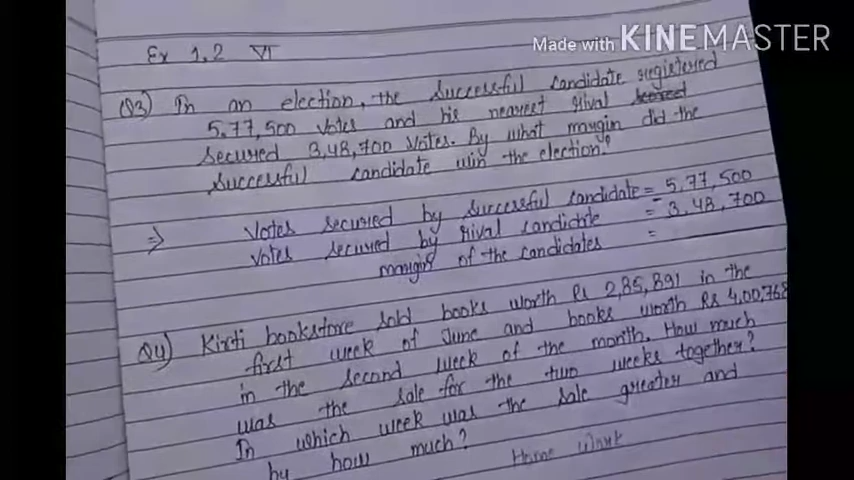 Made with KINEMASTER
Ex 1.2 VI
Q3) In an election, the successful candidate registered
5,77,500 votes and his nearest rival
secured 3,48,700 votes. By what margin did the
successful candidate win the election?
⇒ Votes secured by successful candidate = 5,77,500
Votes secured by rival candidate = 3,48,700
margin of the candidates =
Q4) Kirti bookstore sold books worth Rs 2,85,891 in the
first week of June and books worth Rs 4,00,768
in the second week of the month. How much
was the sale for the two weeks together?
In which week was the sale greater and
by how much?
Home Work